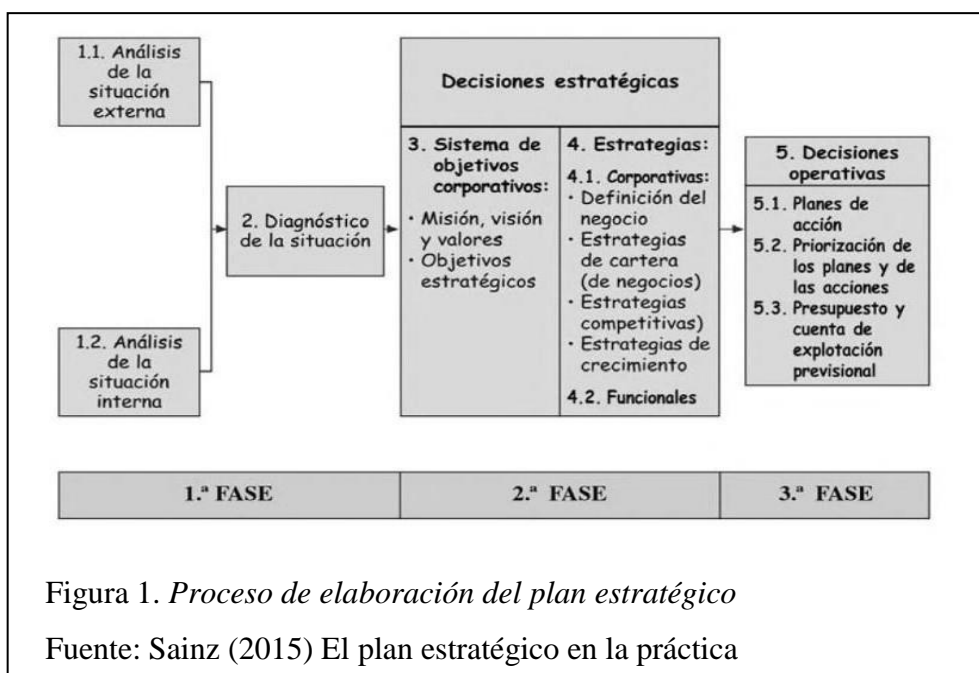 1.1. Análisis
de la
situación
externa
1.2. Análisis
de la
situación
interna
2. Diagnóstico
de la situación
Decisiones estratégicas
3. Sistema de
objetivos
corporativos:
· Misión, visión
y valores
· Objetivos
estratégicos
4. Estrategias:
4.1. Corporativas:
· Definición del
negocio
· Estrategias
de cartera
(de negocios)
· Estrategias
competitivas)
· Estrategias de
crecimiento
4.2. Funcionales
5. Decisiones
operativas
5.1. Planes de
acción
5.2. Priorización de
los planes y de
las acciones
5.3. Presupuesto y
cuenta de
explotación
previsional
1.ª FASE
2.ª FASE
3.ª FASE
Figura 1. Proceso de elaboración del plan estratégico
Fuente: Sainz (2015) El plan estratégico en la práctica